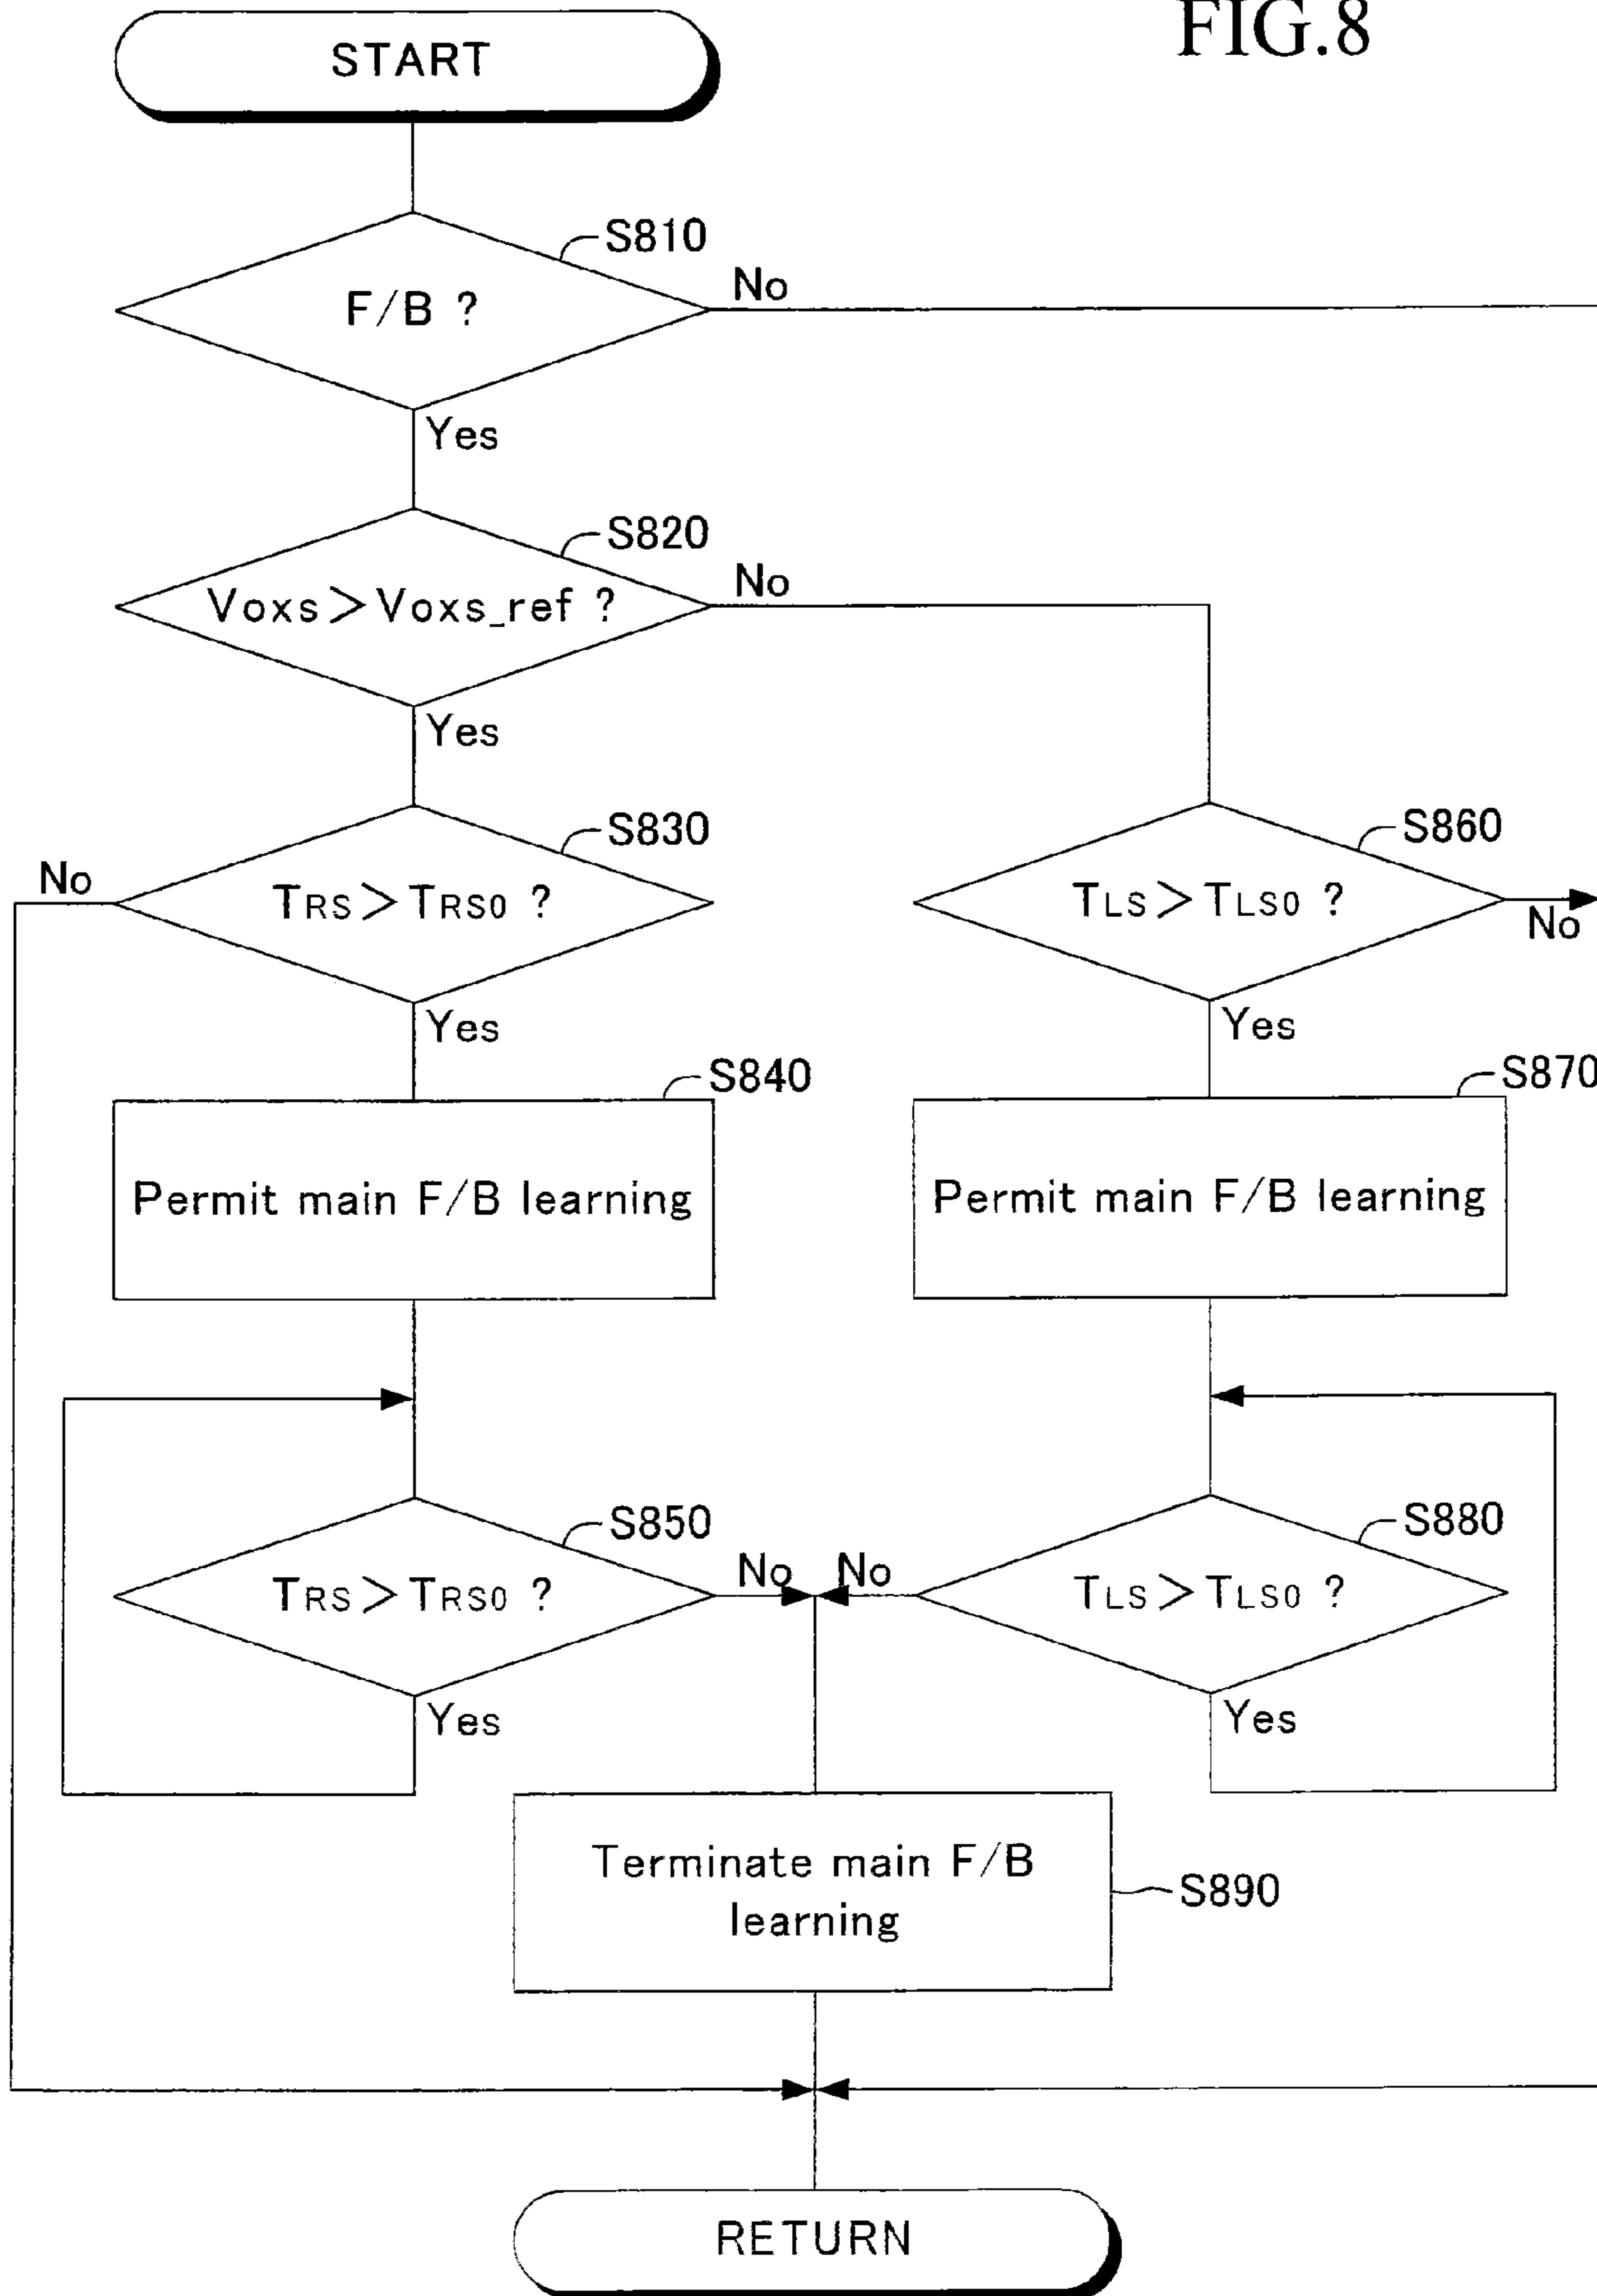 FIG.8
START
S810
F/B ?
No
Yes
S820
Voxs＞Voxs_ref ?
No
Yes
S830
No
TRS＞TRS0 ?
Yes
S860
TLS＞TLS0 ?
No
Yes
S840
Permit main F/B learning
S870
Permit main F/B learning
S850
TRS＞TRS0 ?
No
Yes
S880
No
TLS＞TLS0 ?
Yes
Terminate main F/B
learning
S890
RETURN